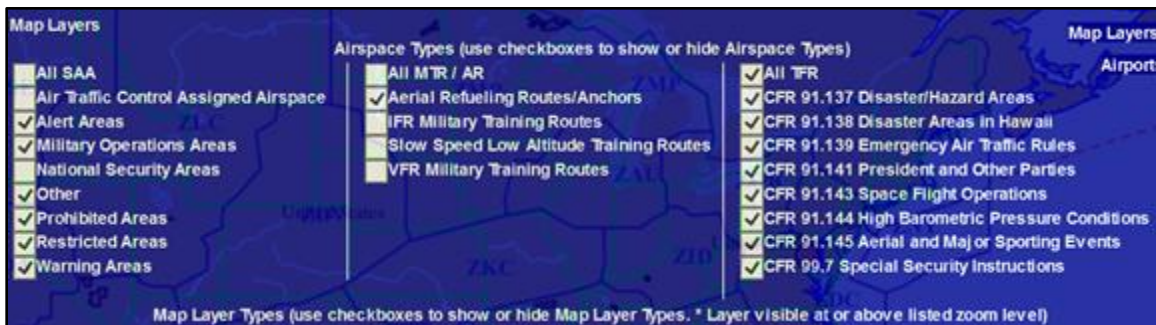 Map Layers
Map Layers
Airport
Airspace Types (use checkboxes to show or hide Airspace Types)
All SAA
Air Traffic Control Assigned Airspace
Alert Areas
Military Operations Areas
National Security Areas
Other
Prohibited Areas
Restricted Areas
Warning Areas
All MTR / AR
Aerial Refueling Routes/Anchors
IFR Military Training Routes
Slow Speed Low Altitude Training Routes
VFR Military Training Routes
All TFR
CFR 91.137 Disaster/Hazard Areas
CFR 91.138 Disaster Areas in Hawaii
CFR 91.139 Emergency Air Traffic Rules
CFR 91.141 President and Other Parties
CFR 91.143 Space Flight Operations
CFR 91.144 High Barometric Pressure Conditions
CFR 91.145 Aerial and Major Sporting Events
CFR 99.7 Special Security Instructions
ZMP
ZLC
ZAU
ZKC
ZID
Map Layer Types (use checkboxes to show or hide Map Layer Types. * Layer visible at or above listed zoom level)